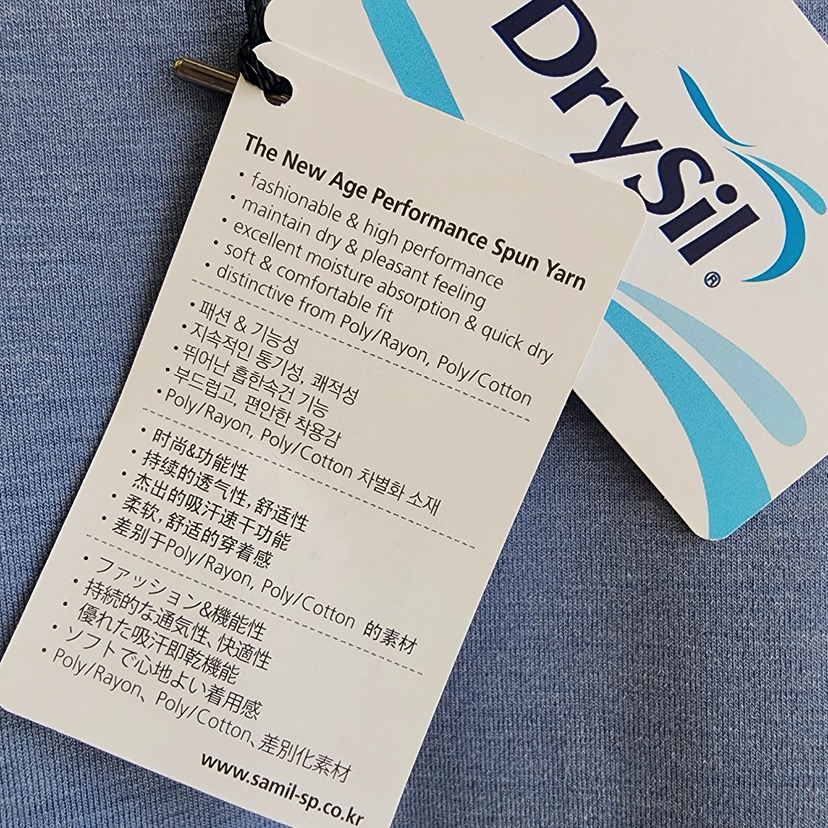 DrySil®
The New Age Performance Spun Yarn
• fashionable & high performance
• maintain dry & pleasant feeling
• excellent moisture absorption & quick dry
• soft & comfortable fit
• distinctive from Poly/Rayon, Poly/Cotton
• 패션 & 기능성
• 지속적인 통기성, 쾌적성
• 뛰어난 흡한속건 기능
• 부드럽고, 편안한 착용감
• Poly/Rayon, Poly/Cotton 차별화 소재
• 时尚&功能性
• 持续的透气性,舒适性
• 杰出的吸汗速干功能
• 柔软,舒适的穿着感
• 差别于Poly/Rayon, Poly/Cotton 的素材
• ファッション&機能性
• 持続的な通気性、快適性
• 優れた吸汗即乾機能
• ソフトで心地よい着用感
• Poly/Rayon、Poly/Cotton、差別化素材
www.samil-sp.co.kr